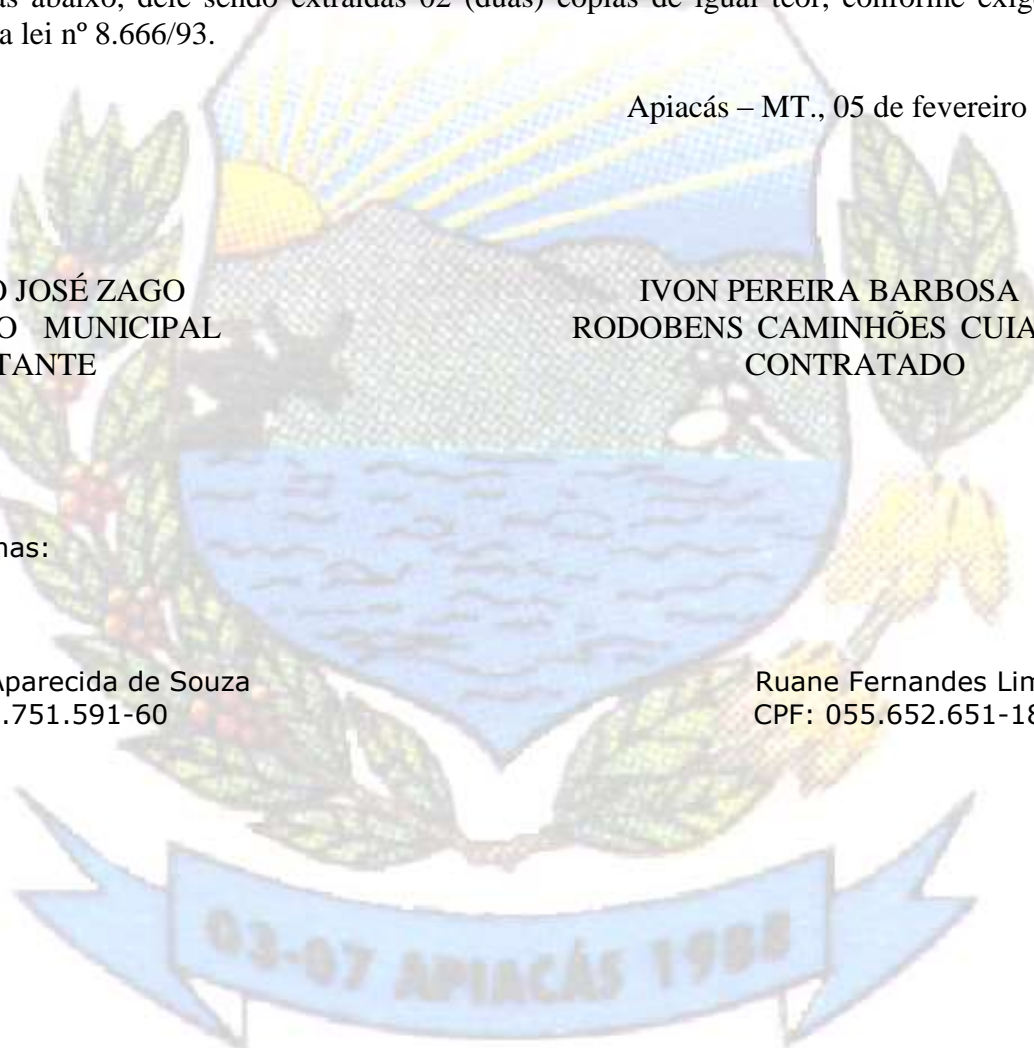 as abaixo, dele sendo extraídas 02 (duas) cópias de igual teor, conforme exig
a lei nº 8.666/93.
Apiacás – MT., 05 de fevereiro
O JOSÉ ZAGO
IVON PEREIRA BARBOSA
O MUNICIPAL
RODOBENS CAMINHÕES CUIA
TANTE
CONTRATADO
nas:
Aparecida de Souza
Ruane Fernandes Lim
.751.591-60
CPF: 055.652.651-18
03-07 APIACÁS 1988